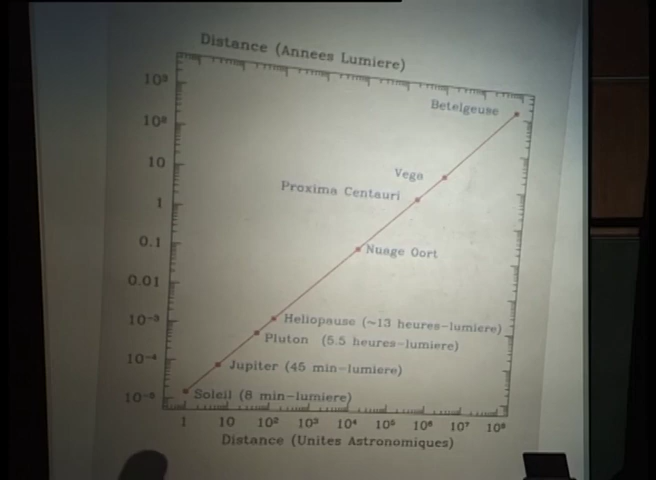 Distance (Annees Lumiere)
10³
10²
10
1
0.1
0.01
10⁻³
10⁻⁴
10⁻⁵
Betelgeuse
Vega
Proxima Centauri
Nuage Oort
Heliopause (~13 heures-lumiere)
Pluton (5.5 heures-lumiere)
Jupiter (45 min-lumiere)
Soleil (8 min-lumiere)
1 10 10² 10³ 10⁴ 10⁵ 10⁶ 10⁷ 10⁸
Distance (Unites Astronomiques)